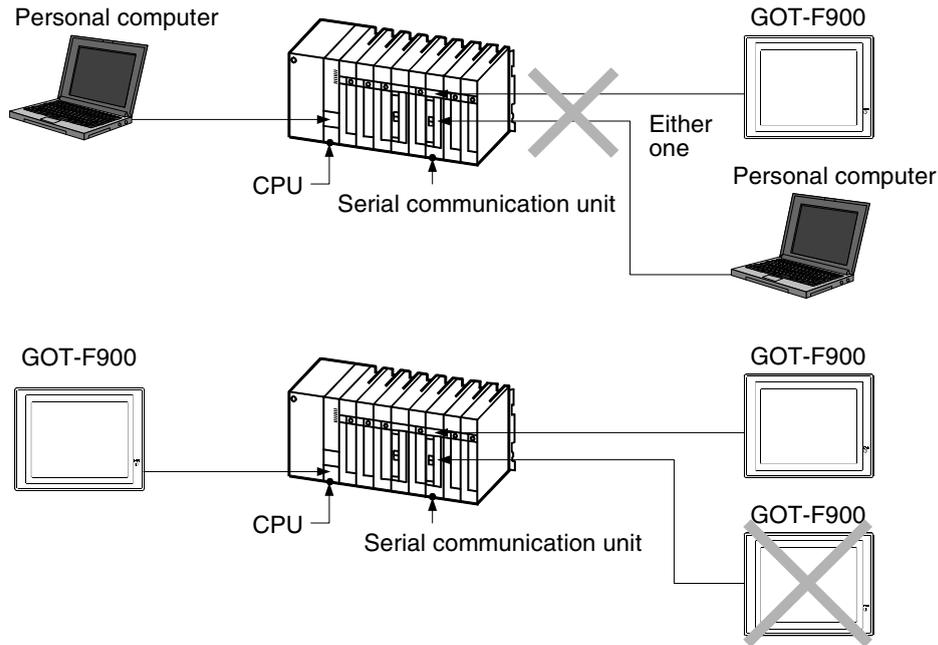 Personal computer
GOT-F900
Either
one
CPU
Serial communication unit
Personal computer
GOT-F900
GOT-F900
CPU
Serial communication unit
GOT-F900